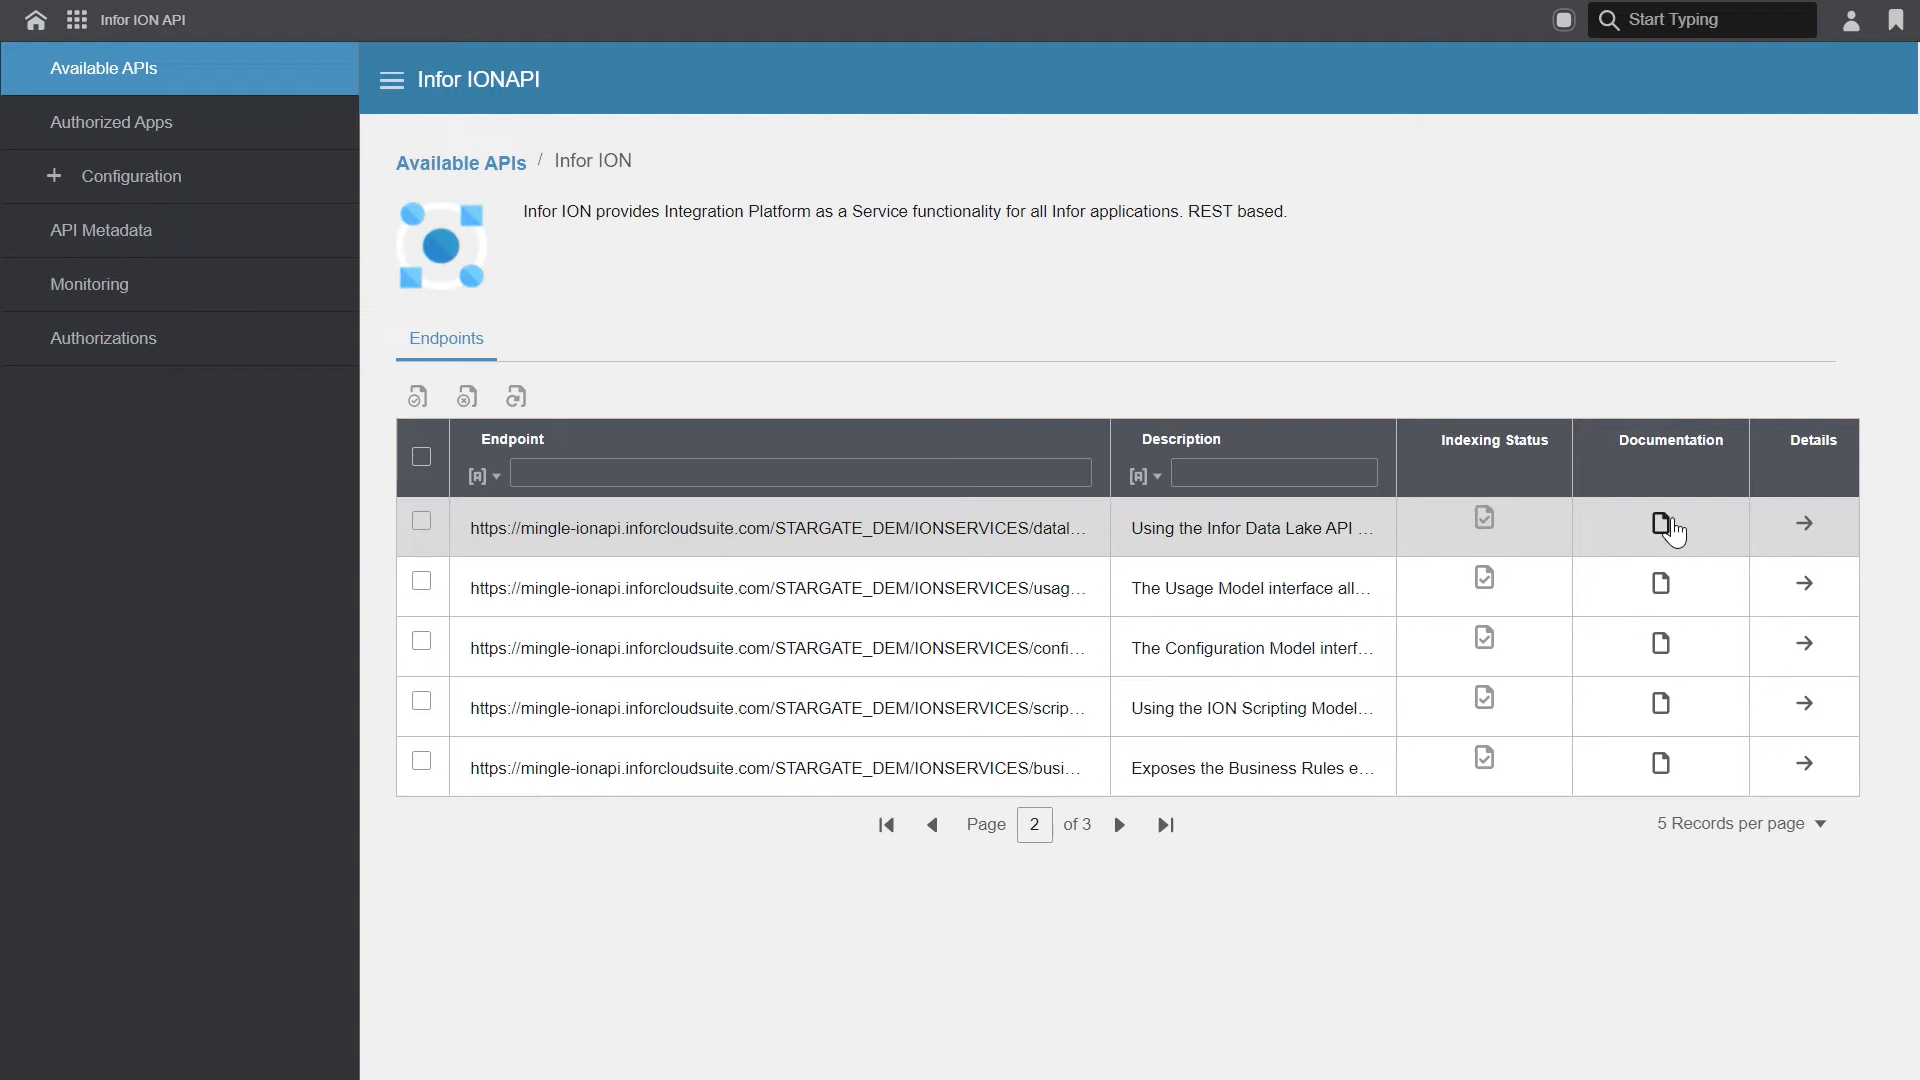 Infor ION API
Start Typing
Available APIs
Authorized Apps
Configuration
API Metadata
Monitoring
Authorizations
Infor IONAPI
Available APIs / Infor ION
Infor ION provides Integration Platform as a Service functionality for all Infor applications. REST based.
Endpoints
Endpoint Description Indexing Status Documentation Details
https://mingle-ionapi.inforcloudsuite.com/STARGATE_DEM/IONSERVICES/datal... Using the Infor Data Lake API ...
https://mingle-ionapi.inforcloudsuite.com/STARGATE_DEM/IONSERVICES/usag... The Usage Model interface all...
https://mingle-ionapi.inforcloudsuite.com/STARGATE_DEM/IONSERVICES/confi... The Configuration Model interf...
https://mingle-ionapi.inforcloudsuite.com/STARGATE_DEM/IONSERVICES/scrip... Using the ION Scripting Model...
https://mingle-ionapi.inforcloudsuite.com/STARGATE_DEM/IONSERVICES/busi... Exposes the Business Rules e...
Page 2 of 3
5 Records per page